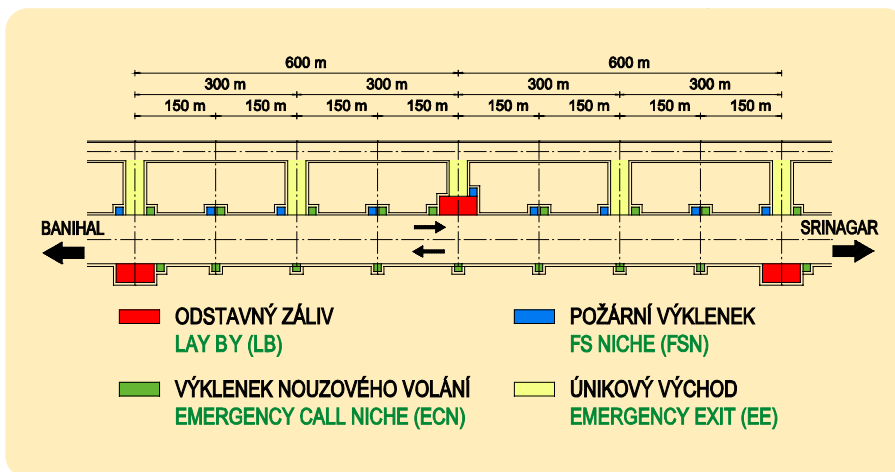 600 m 600 m
300 m 300 m 300 m 300 m
150 m 150 m 150 m 150 m 150 m 150 m 150 m 150 m
BANIHAL
SRINAGAR
ODSTAVNÝ ZÁLIV
LAY BY (LB)
POŽÁRNÍ VÝKLENEK
FS NICHE (FSN)
VÝKLENEK NOUZOVÉHO VOLÁNÍ
EMERGENCY CALL NICHE (ECN)
ÚNIKOVÝ VÝCHOD
EMERGENCY EXIT (EE)